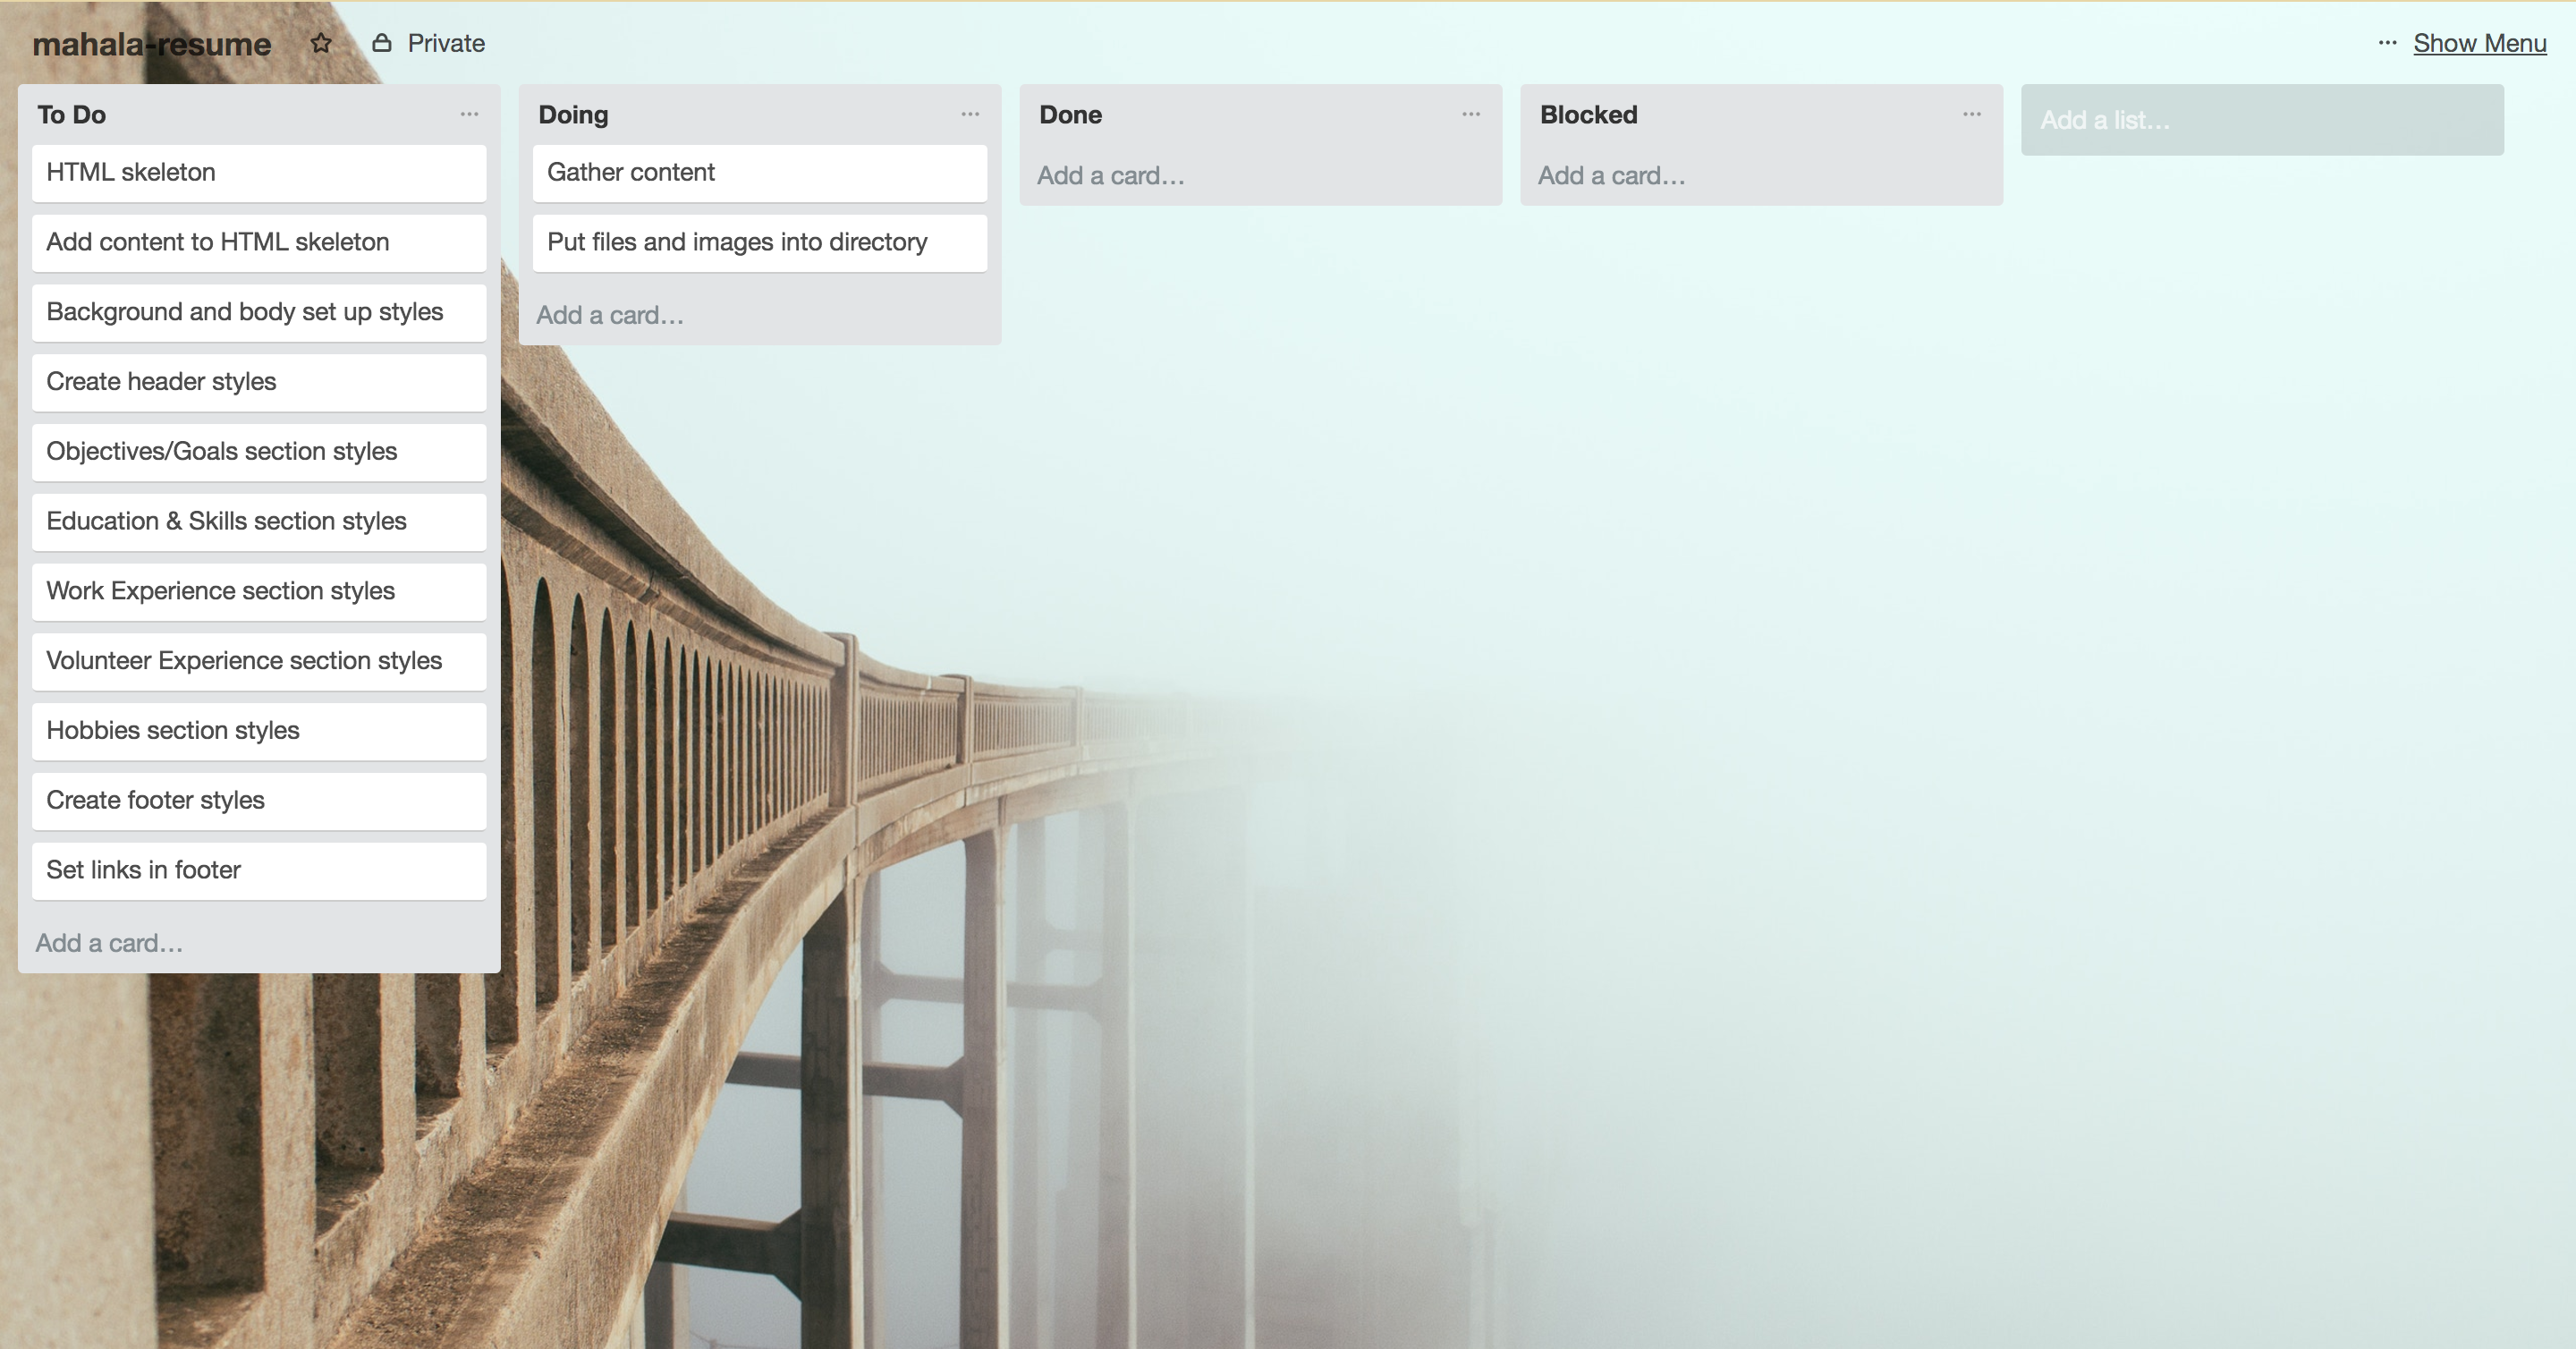 mahala-resume
Private
··· Show Menu
To Do
HTML skeleton
Add content to HTML skeleton
Background and body set up styles
Create header styles
Objectives/Goals section styles
Education & Skills section styles
Work Experience section styles
Volunteer Experience section styles
Hobbies section styles
Create footer styles
Set links in footer
Add a card…
Doing
Gather content
Put files and images into directory
Add a card…
Done
Add a card…
Blocked
Add a card…
Add a list…